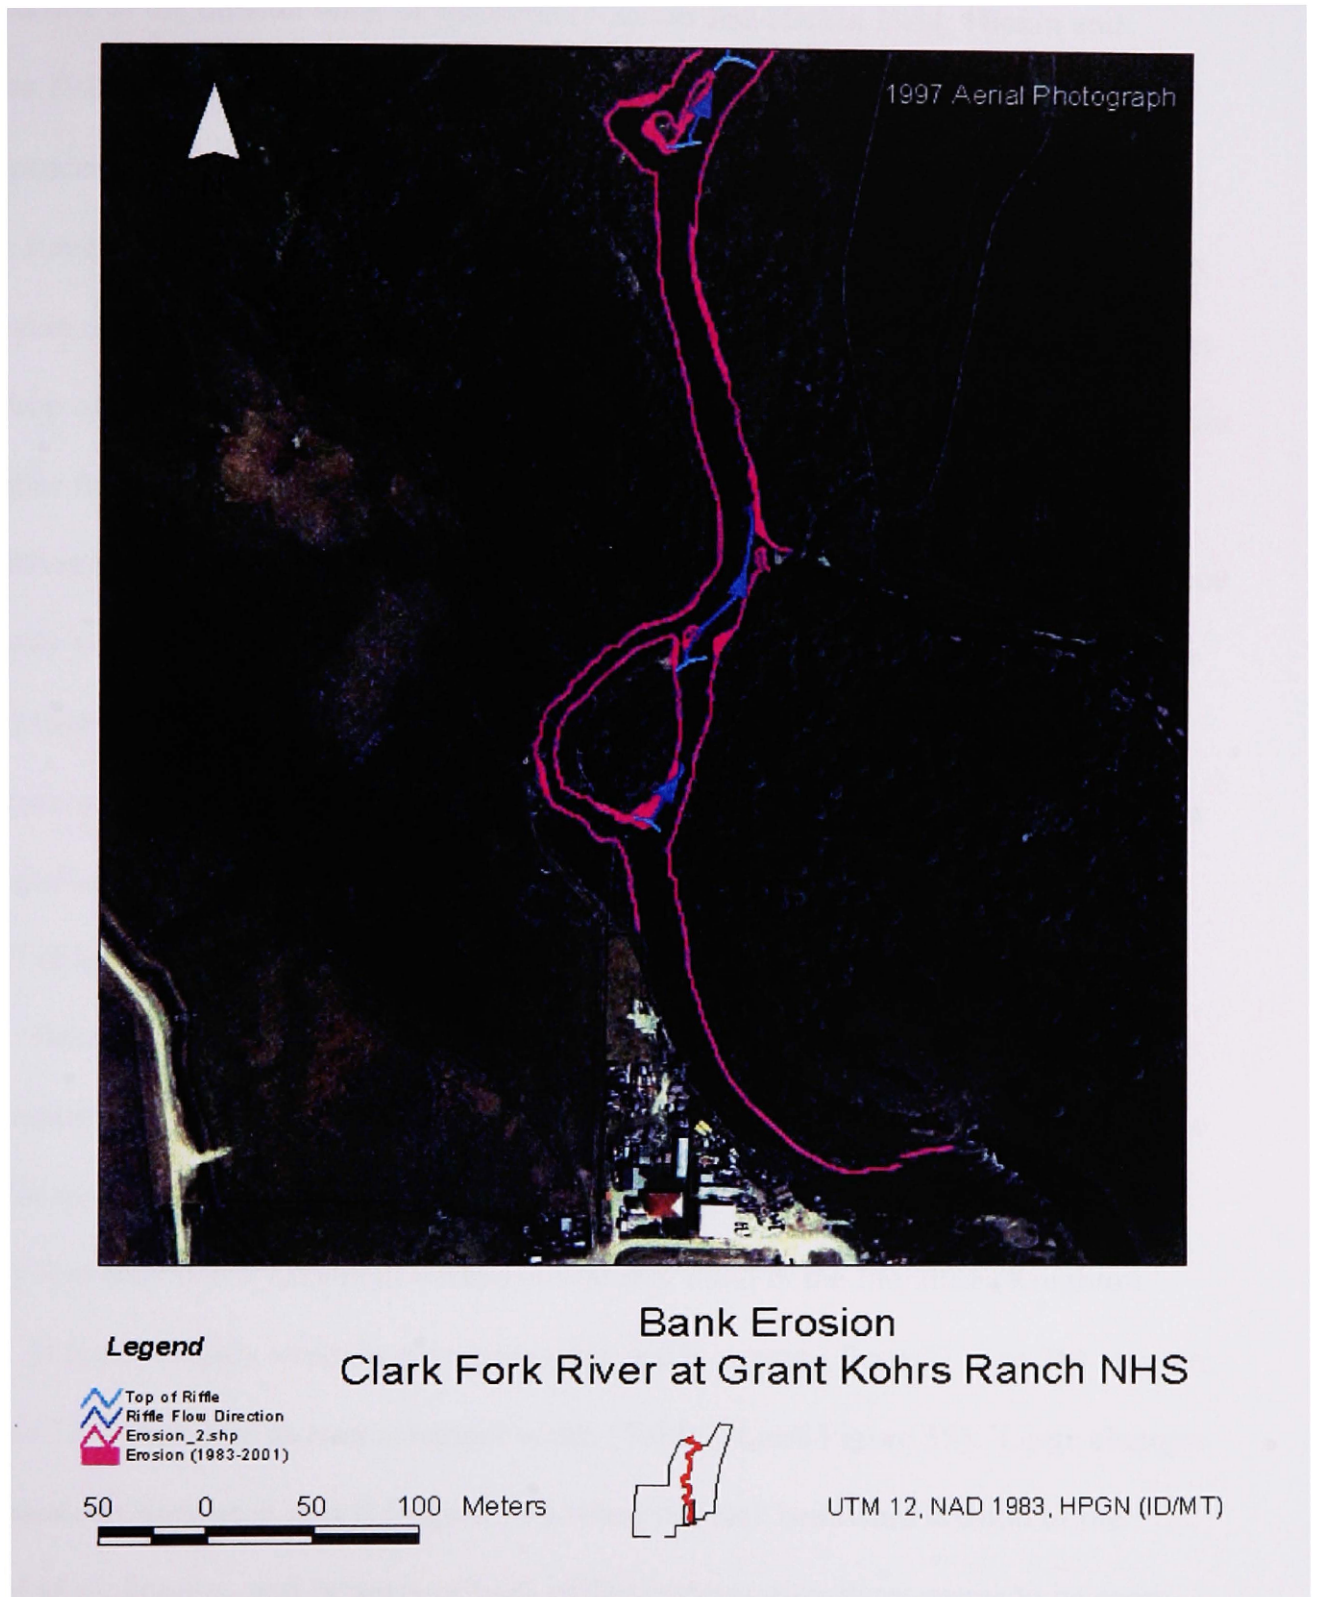 1997 Aerial Photograph
N
Bank Erosion
Clark Fork River at Grant Kohrs Ranch NHS
Legend
Top of Riffle
Riffle Flow Direction
Erosion_2.shp
Erosion (1983-2001)
50 0 50 100 Meters
UTM 12, NAD 1983, HPGN (ID/MT)